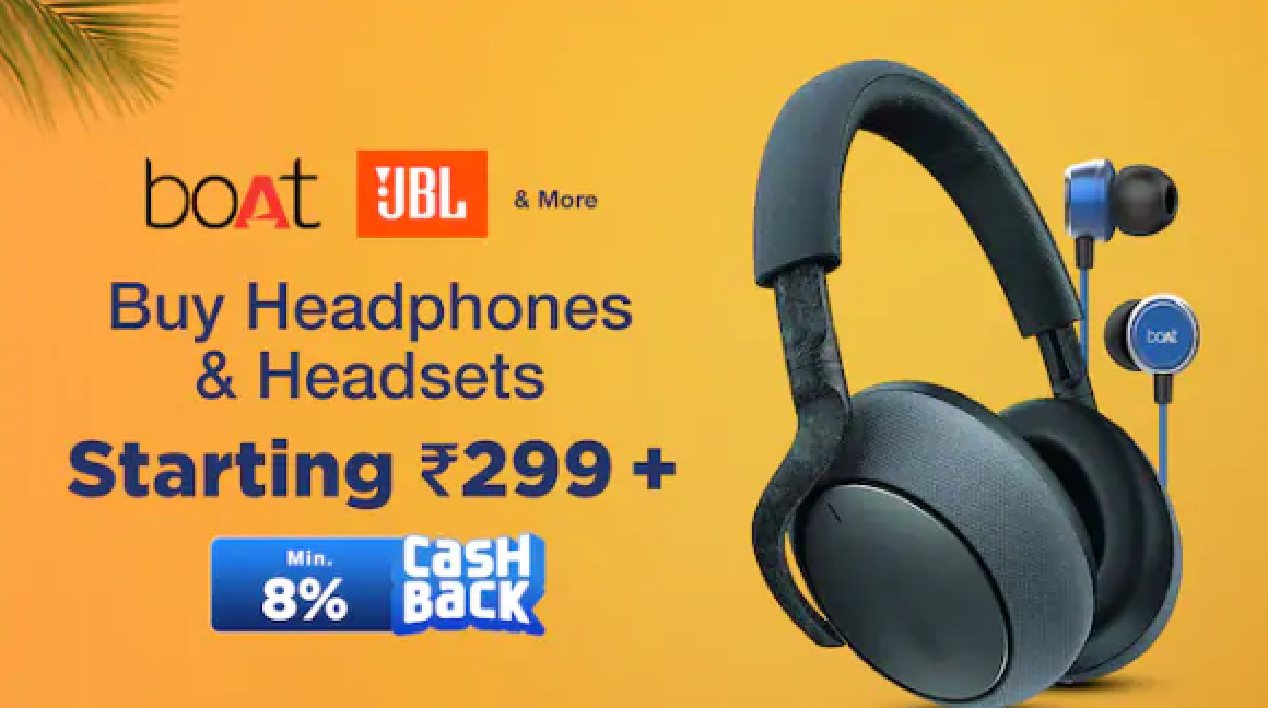 boAt JBL & More
Buy Headphones
& Headsets
Starting ₹299 +
Min.
8%
CasH
BacK
boAt